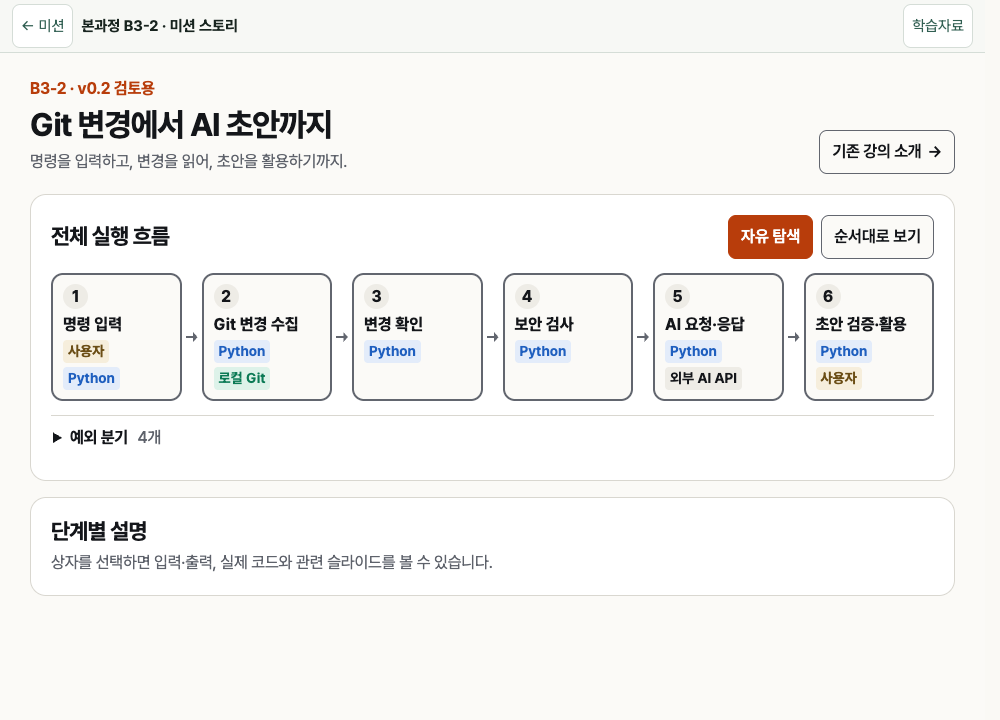 ← 미션
본과정 B3-2 · 미션 스토리
학습자료
B3-2 · v0.2 검토용
Git 변경에서 AI 초안까지
명령을 입력하고, 변경을 읽어, 초안을 활용하기까지.
기존 강의 소개 →
전체 실행 흐름
자유 탐색
순서대로 보기
1
명령 입력
사용자
Python
→
2
Git 변경 수집
Python
로컬 Git
→
3
변경 확인
Python
→
4
보안 검사
Python
→
5
AI 요청·응답
Python
외부 AI API
→
6
초안 검증·활용
Python
사용자
▶ 예외 분기 4개
단계별 설명
상자를 선택하면 입력·출력, 실제 코드와 관련 슬라이드를 볼 수 있습니다.